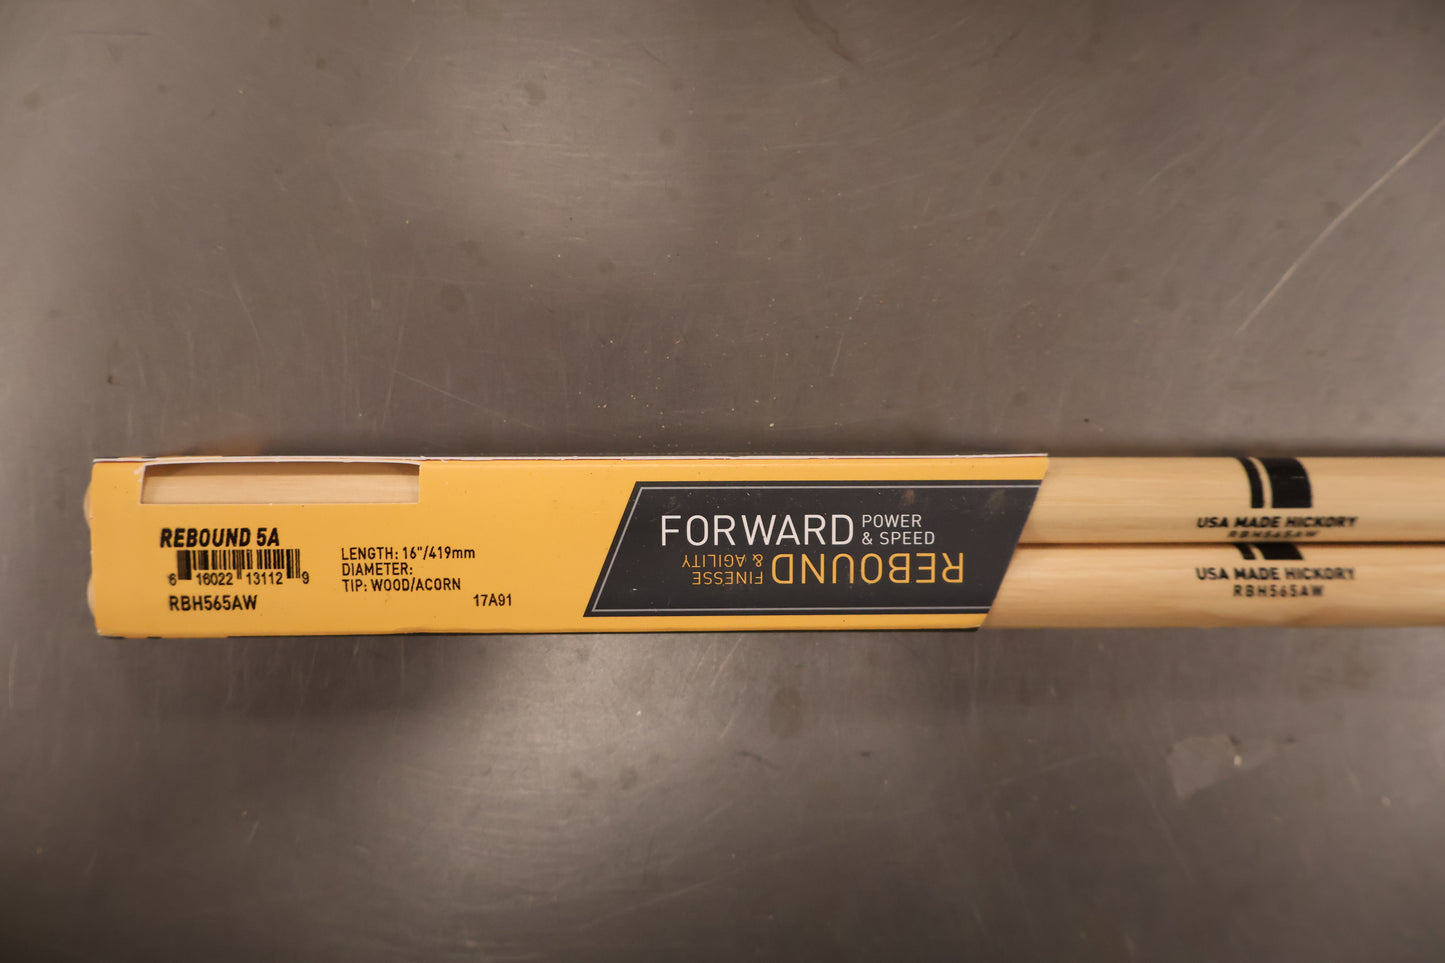 REBOUND 5A
6 16022 13112 9
RBH565AW
LENGTH: 16"/419mm
DIAMETER:
TIP: WOOD/ACORN
17A91
FORWARD POWER & SPEED
REBOUND FINESSE & AGILITY
USA MADE HICKORY
RBH565AW
USA MADE HICKORY
RBH565AW